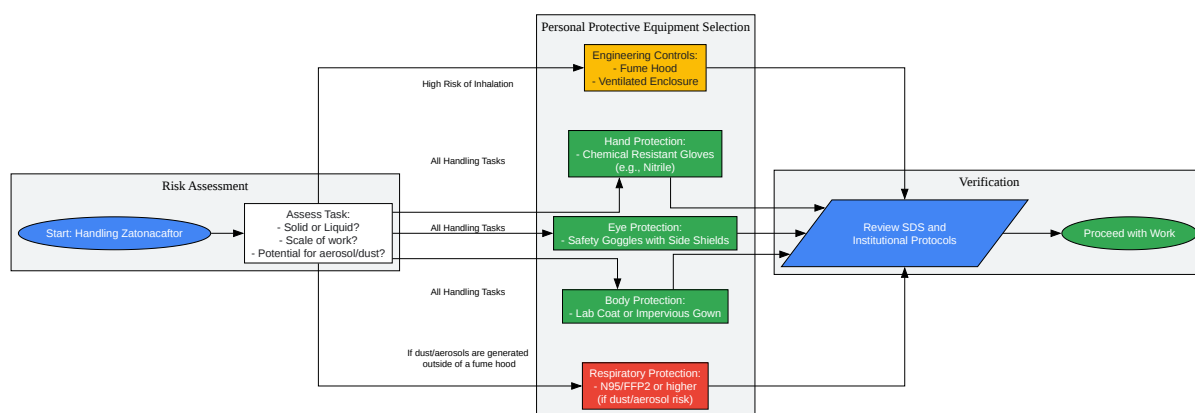 Personal Protective Equipment Selection
Engineering Controls:
- Fume Hood
- Ventilated Enclosure
High Risk of Inhalation
Hand Protection:
- Chemical Resistant Gloves
(e.g., Nitrile)
All Handling Tasks
Risk Assessment
Verification
Start: Handling Zatonacaftor
Assess Task:
- Solid or Liquid?
- Scale of work?
- Potential for aerosol/dust?
All Handling Tasks
Eye Protection:
- Safety Goggles with Side Shields
Review SDS and
Institutional Protocols
Proceed with Work
All Handling Tasks
Body Protection:
- Lab Coat or Impervious Gown
If dust/aerosols are generated
outside of a fume hood
Respiratory Protection:
- N95/FFP2 or higher
(if dust/aerosol risk)